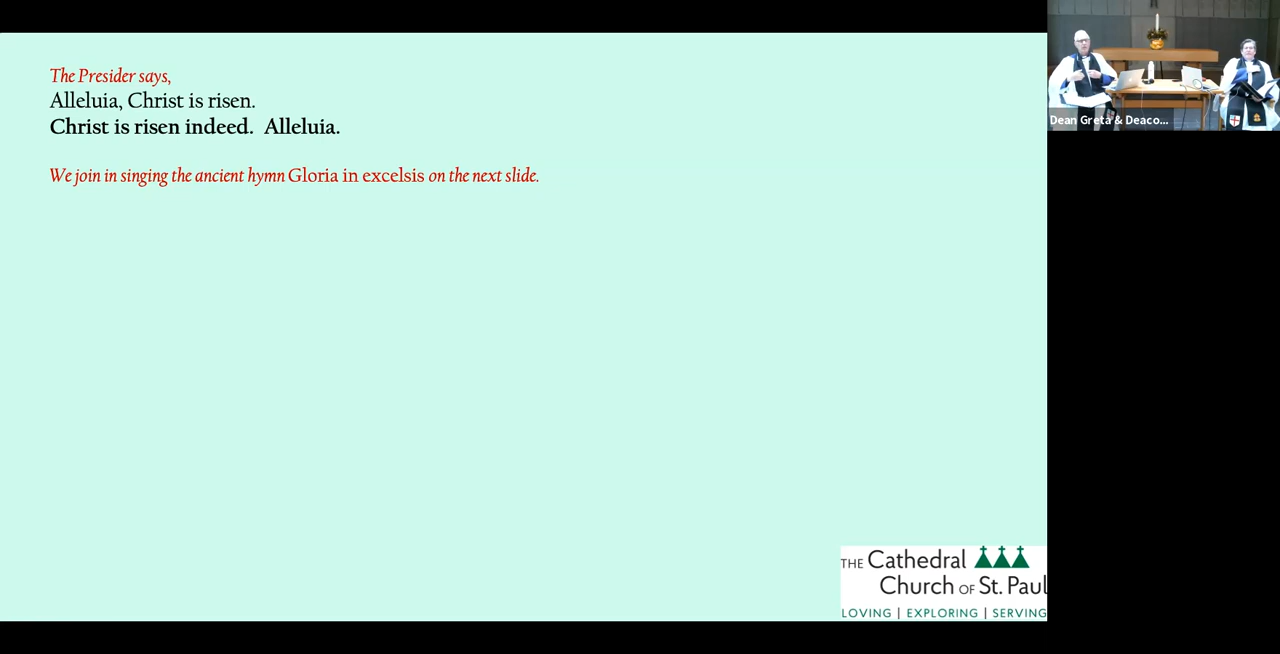 The Presider says,
Alleluia, Christ is risen.
Christ is risen indeed.  Alleluia.
We join in singing the ancient hymn Gloria in excelsis on the next slide.
Dean Greta & Deaco...
THE Cathedral
Church OF St. Paul
LOVING | EXPLORING | SERVING